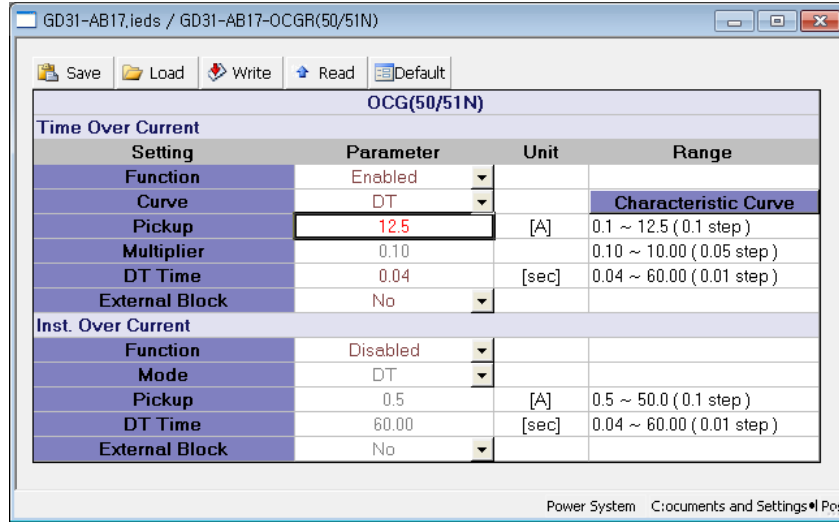 GD31-AB17,ieds / GD31-AB17-OCGR(50/51N)
Save Load Write Read Default
OCG(50/51N)
Time Over Current
Setting Parameter Unit Range
Function Enabled
Curve DT Characteristic Curve
Pickup 12.5 [A] 0.1 ~ 12.5 ( 0.1 step )
Multiplier 0.10 0.10 ~ 10.00 ( 0.05 step )
DT Time 0.04 [sec] 0.04 ~ 60.00 ( 0.01 step )
External Block No
Inst. Over Current
Function Disabled
Mode DT
Pickup 0.5 [A] 0.5 ~ 50.0 ( 0.1 step )
DT Time 60.00 [sec] 0.04 ~ 60.00 ( 0.01 step )
External Block No
Power System C:ocuments and Settings